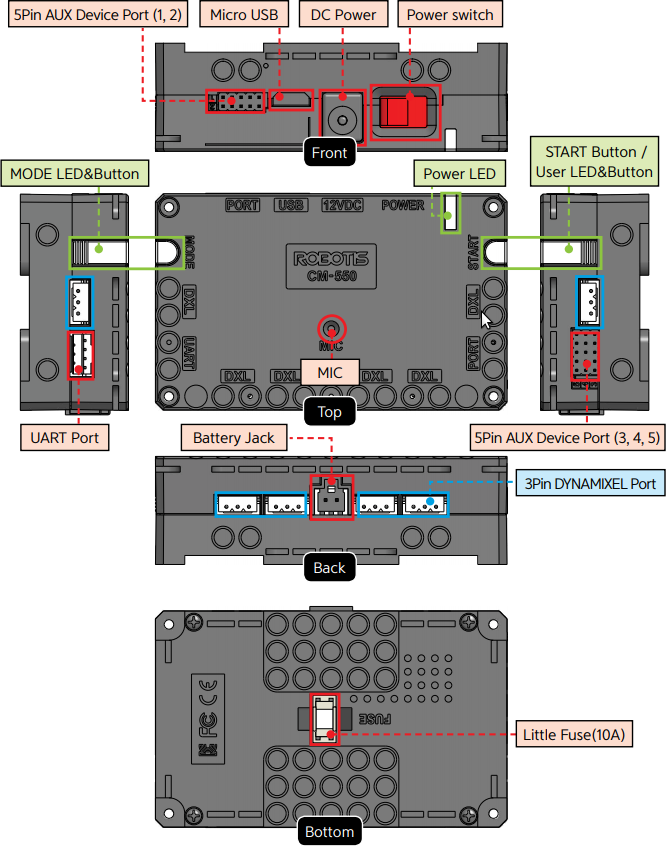 5Pin AUX Device Port (1, 2)
Micro USB
DC Power
Power switch
Front
MODE LED&Button
Power LED
START Button /
User LED&Button
PORT
USB
12VDC
POWER
MODE
START
ROBOTIS
CM-550
DXL
DXL
MIC
UART
PORT
MIC
DXL
DXL
DXL
DXL
Top
UART Port
Battery Jack
5Pin AUX Device Port (3, 4, 5)
3Pin DYNAMIXEL Port
Back
FC CE
FUSE
Little Fuse(10A)
Bottom